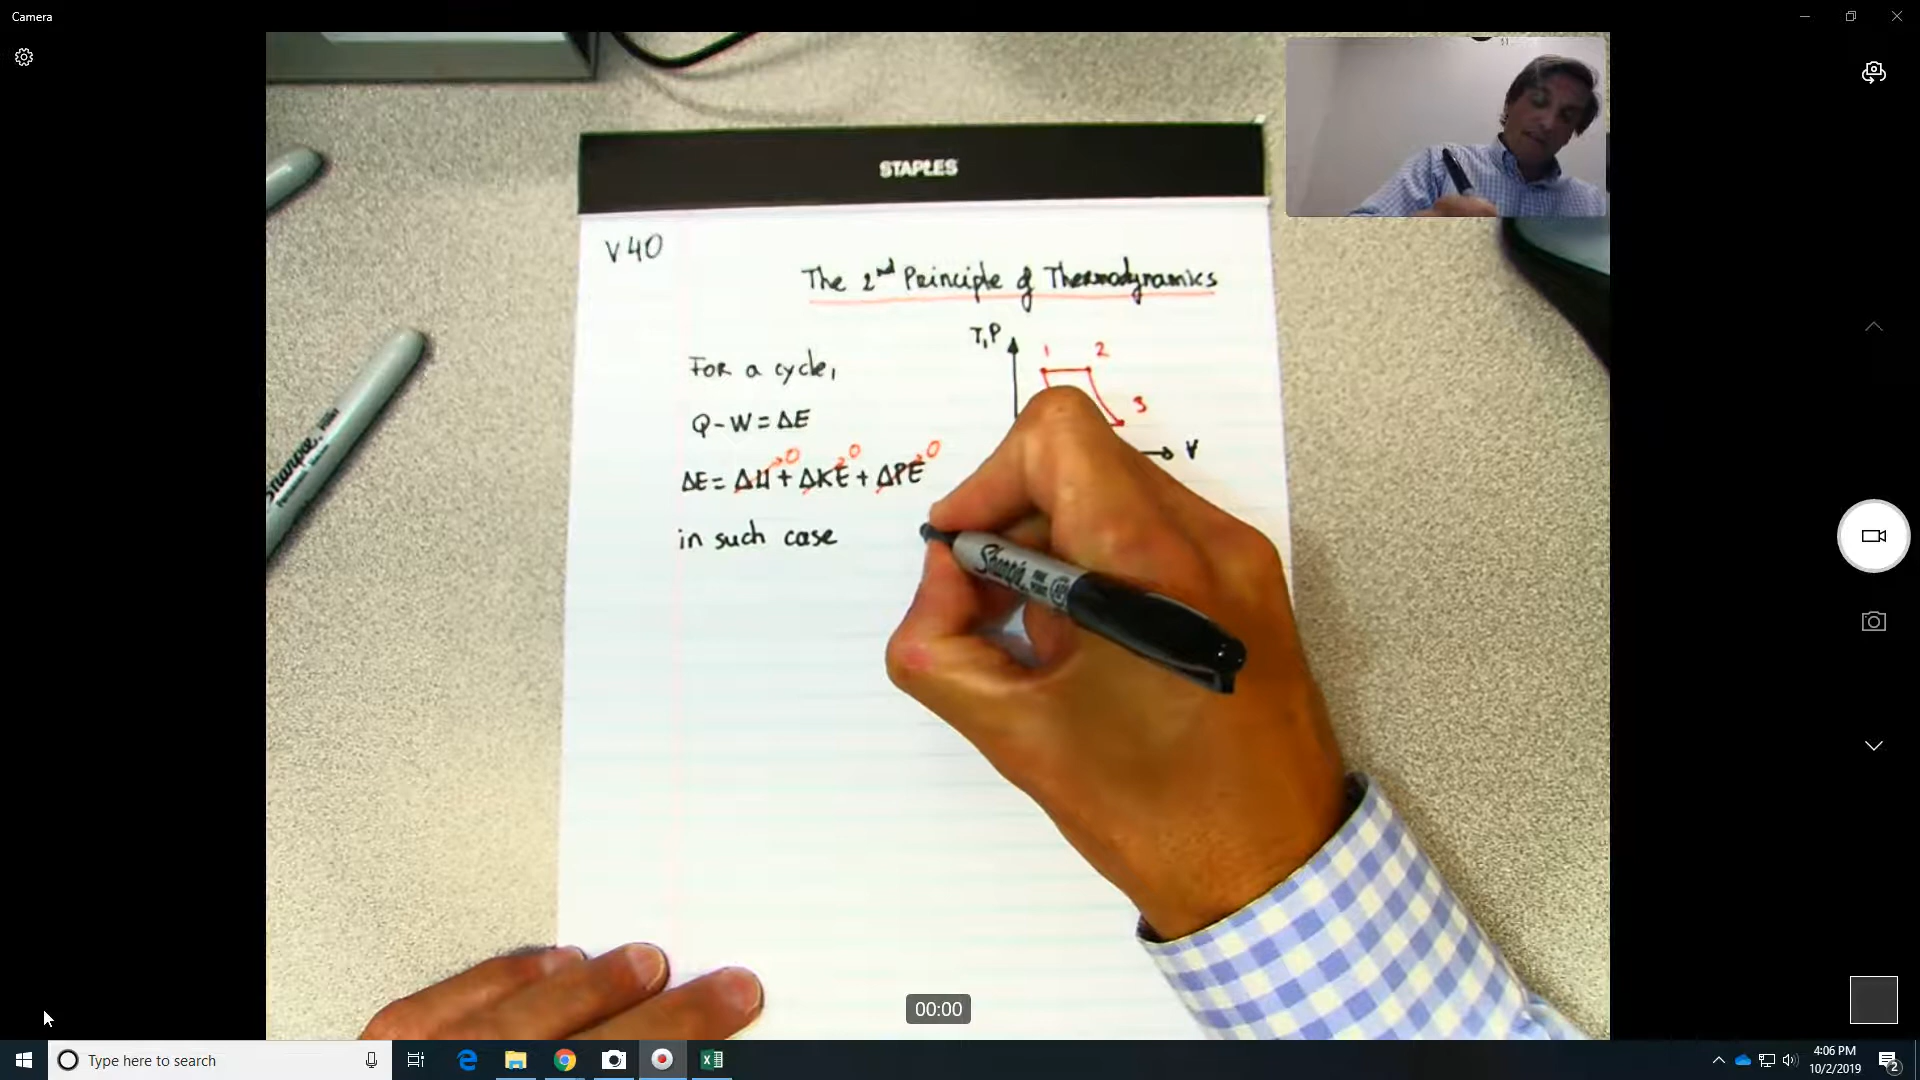 Camera
STAPLES
V40
The 2nd Principle of Thermodynamics
T,P
1
2
3
V
For a cycle,
Q-W=ΔE
ΔE= ΔU→0 + ΔKE→0 + ΔPE→0
in such case
Sharpie
Sharpie
FINE
00:00
Type here to search
4:06 PM
10/2/2019
2